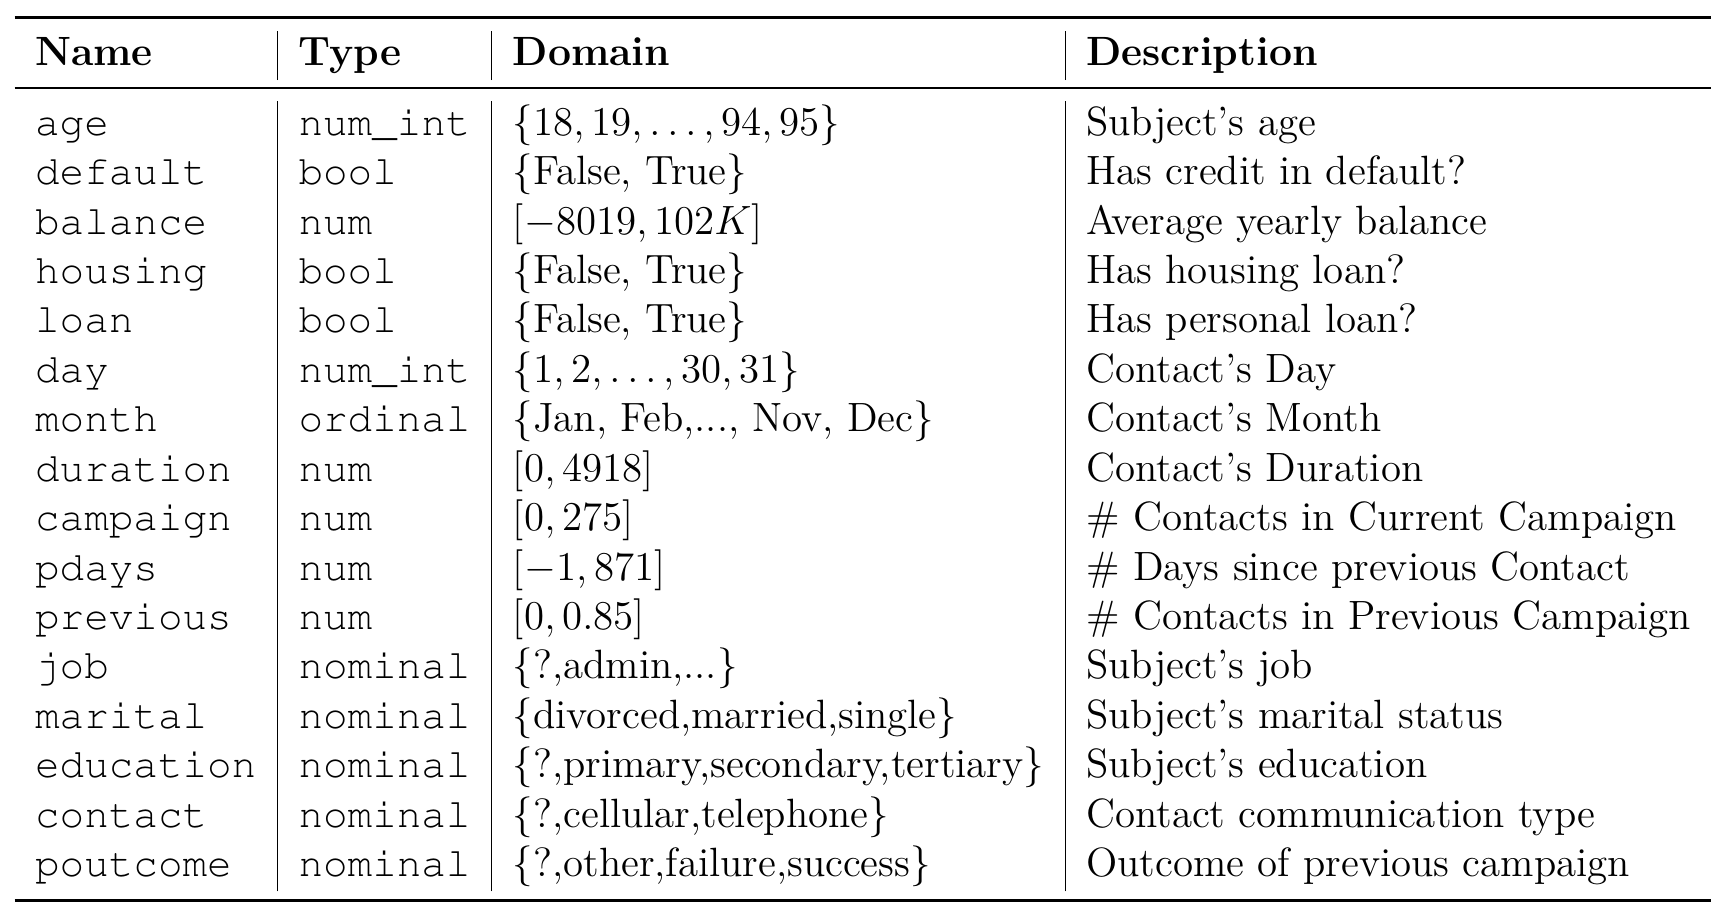 Name Type Domain Description
age num_int {18, 19, . . . , 94, 95} Subject's age
default bool {False, True} Has credit in default?
balance num [−8019, 102K] Average yearly balance
housing bool {False, True} Has housing loan?
loan bool {False, True} Has personal loan?
day num_int {1, 2, . . . , 30, 31} Contact's Day
month ordinal {Jan, Feb,..., Nov, Dec} Contact's Month
duration num [0, 4918] Contact's Duration
campaign num [0, 275] # Contacts in Current Campaign
pdays num [−1, 871] # Days since previous Contact
previous num [0, 0.85] # Contacts in Previous Campaign
job nominal {?,admin,...} Subject's job
marital nominal {divorced,married,single} Subject's marital status
education nominal {?,primary,secondary,tertiary} Subject's education
contact nominal {?,cellular,telephone} Contact communication type
poutcome nominal {?,other,failure,success} Outcome of previous campaign